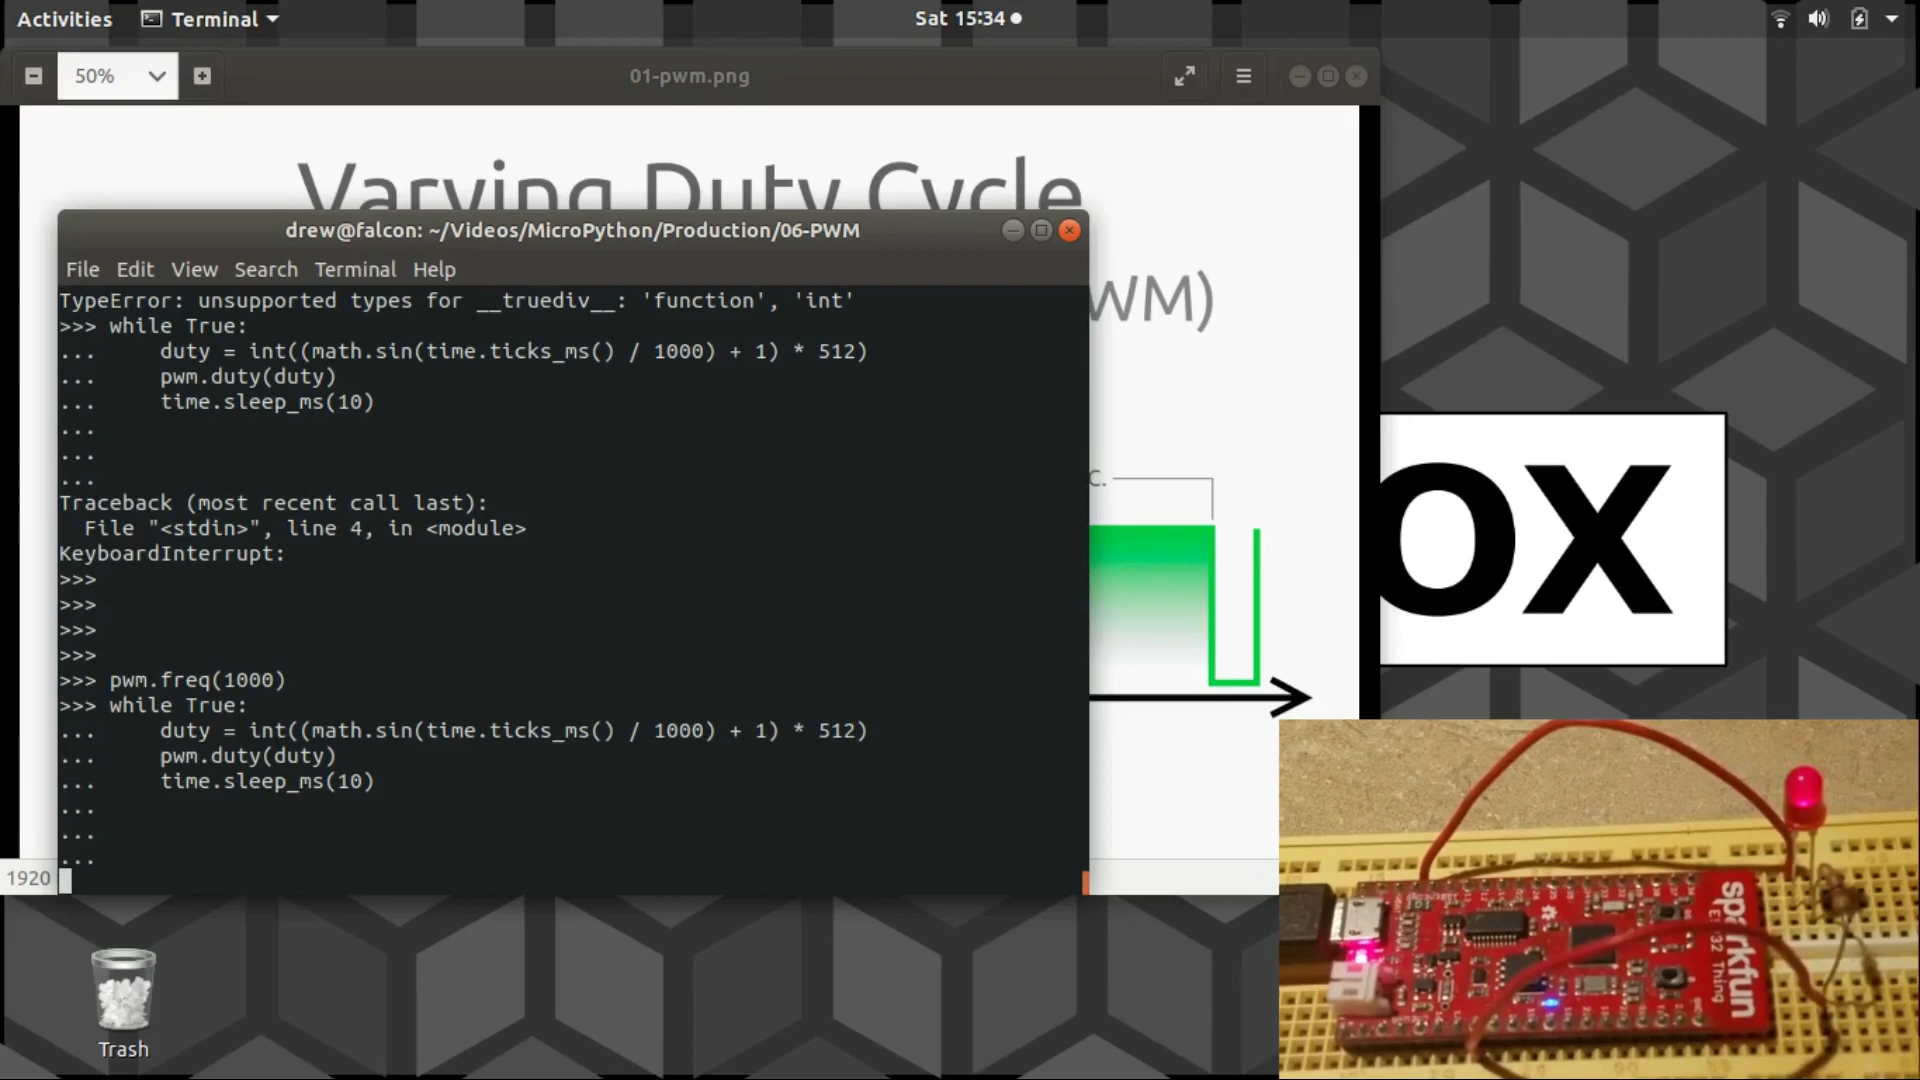 Activities Terminal Sat 15:34
50% 01-pwm.png
Varying Duty Cycle
drew@falcon: ~/Videos/MicroPython/Production/06-PWM
WM)
File Edit View Search Terminal Help
TypeError: unsupported types for __truediv__: 'function', 'int'
>>> while True:
... duty = int((math.sin(time.ticks_ms() / 1000) + 1) * 512)
... pwm.duty(duty)
... time.sleep_ms(10)
...
...
...
Traceback (most recent call last):
File "<stdin>", line 4, in <module>
KeyboardInterrupt:
>>>
>>>
>>>
>>>
>>> pwm.freq(1000)
>>> while True:
... duty = int((math.sin(time.ticks_ms() / 1000) + 1) * 512)
... pwm.duty(duty)
... time.sleep_ms(10)
...
...
...
c.
OX
1920
Trash
sparkfun
ESP32 Thing